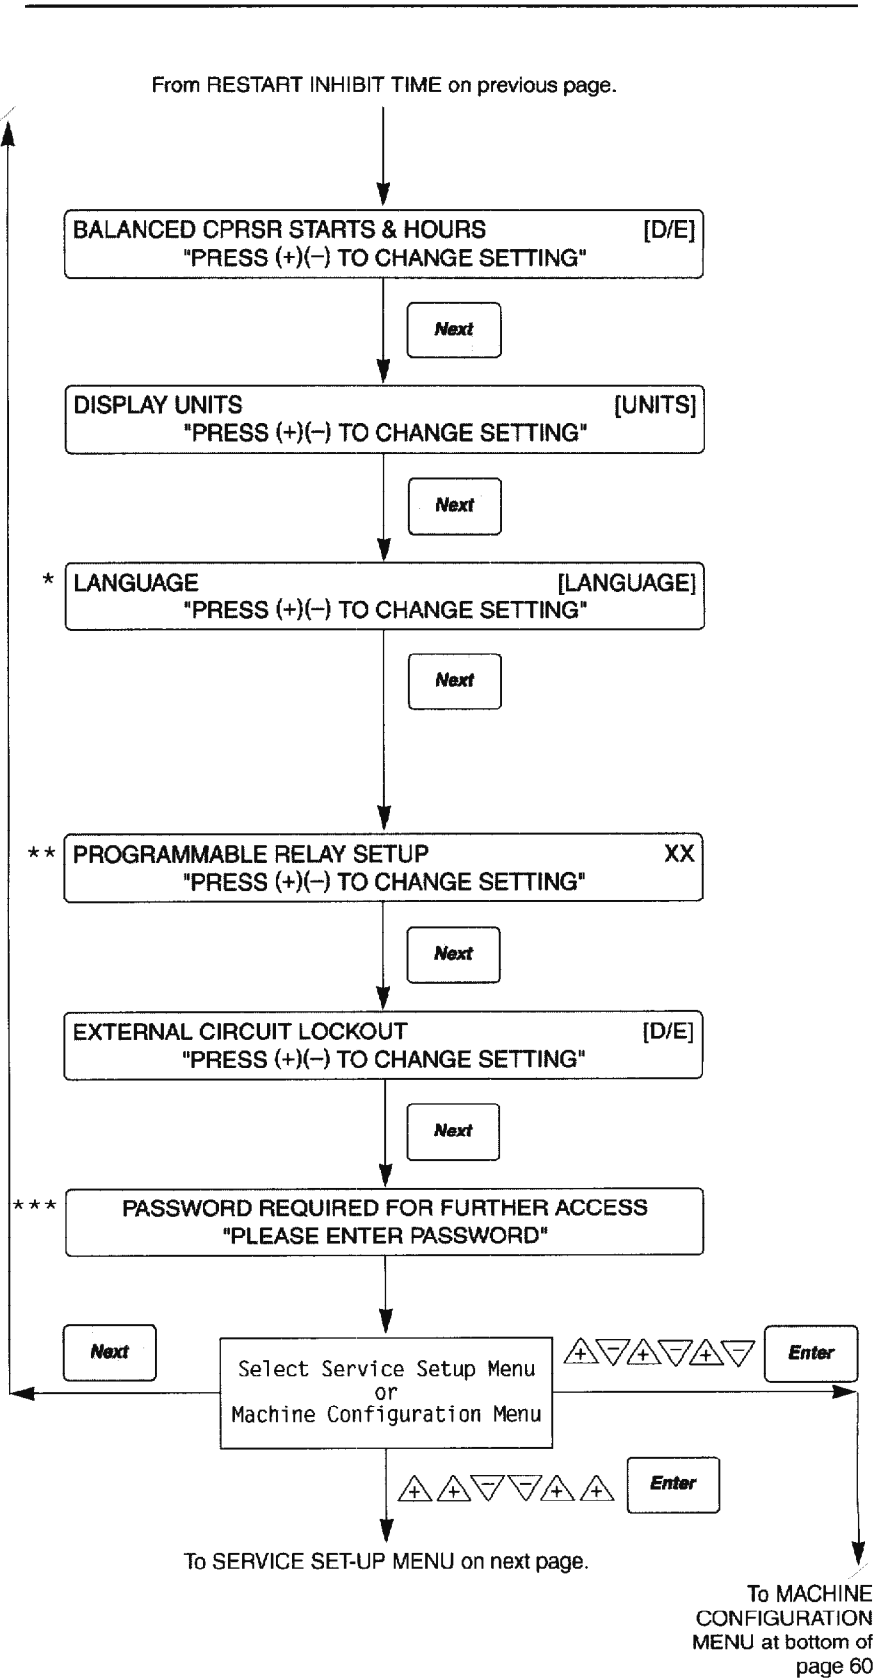 From RESTART INHIBIT TIME on previous page.
BALANCED CPRSR STARTS & HOURS [D/E]
"PRESS (+)(−) TO CHANGE SETTING"
Next
DISPLAY UNITS [UNITS]
"PRESS (+)(−) TO CHANGE SETTING"
Next
* LANGUAGE [LANGUAGE]
"PRESS (+)(−) TO CHANGE SETTING"
Next
** PROGRAMMABLE RELAY SETUP XX
"PRESS (+)(−) TO CHANGE SETTING"
Next
EXTERNAL CIRCUIT LOCKOUT [D/E]
"PRESS (+)(−) TO CHANGE SETTING"
Next
*** PASSWORD REQUIRED FOR FURTHER ACCESS
"PLEASE ENTER PASSWORD"
Next
Select Service Setup Menu
or
Machine Configuration Menu
+ − + − + − Enter
+ + − − + + Enter
To SERVICE SET-UP MENU on next page.
To MACHINE
CONFIGURATION
MENU at bottom of
page 60